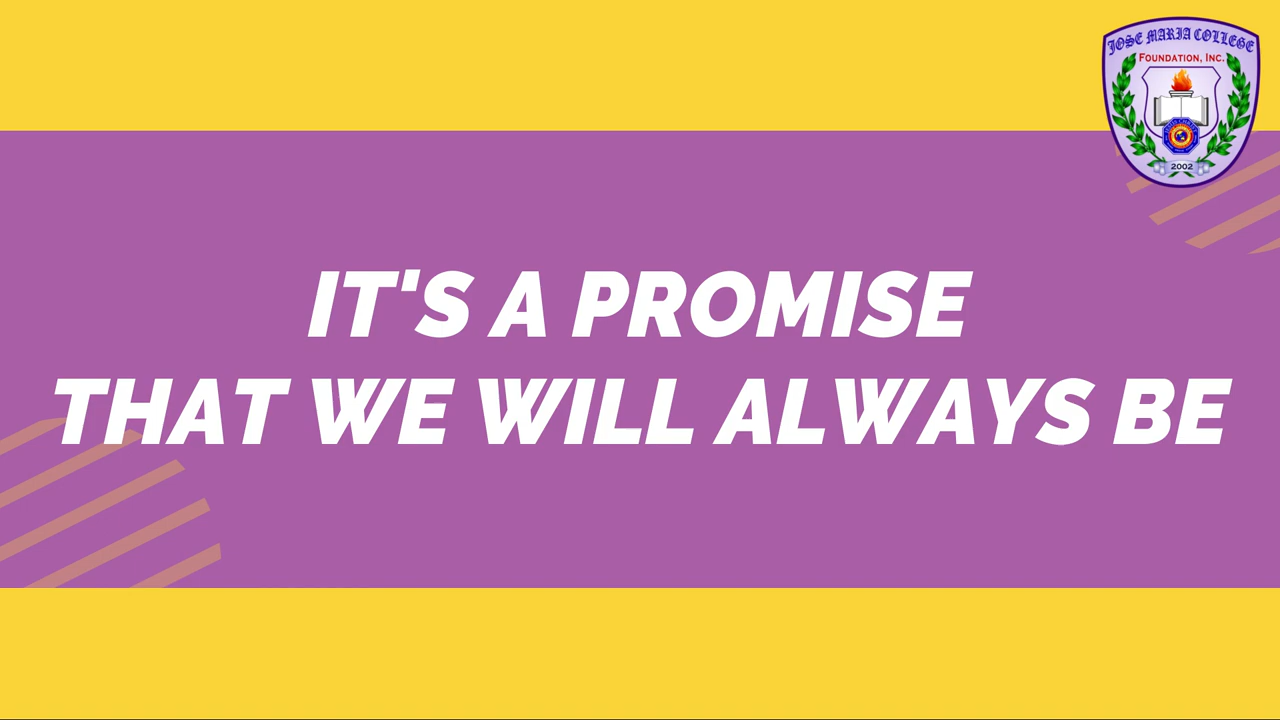 JOSE MARIA COLLEGE
FOUNDATION, INC.
2002
IT'S A PROMISE
THAT WE WILL ALWAYS BE